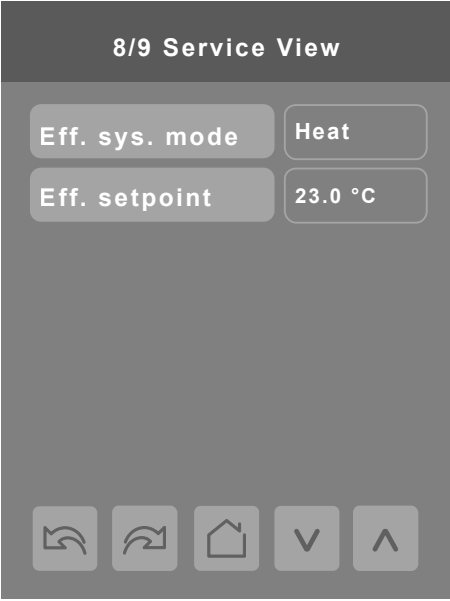 8/9 Service View
Eff. sys. mode
Heat
Eff. setpoint
23.0 °C